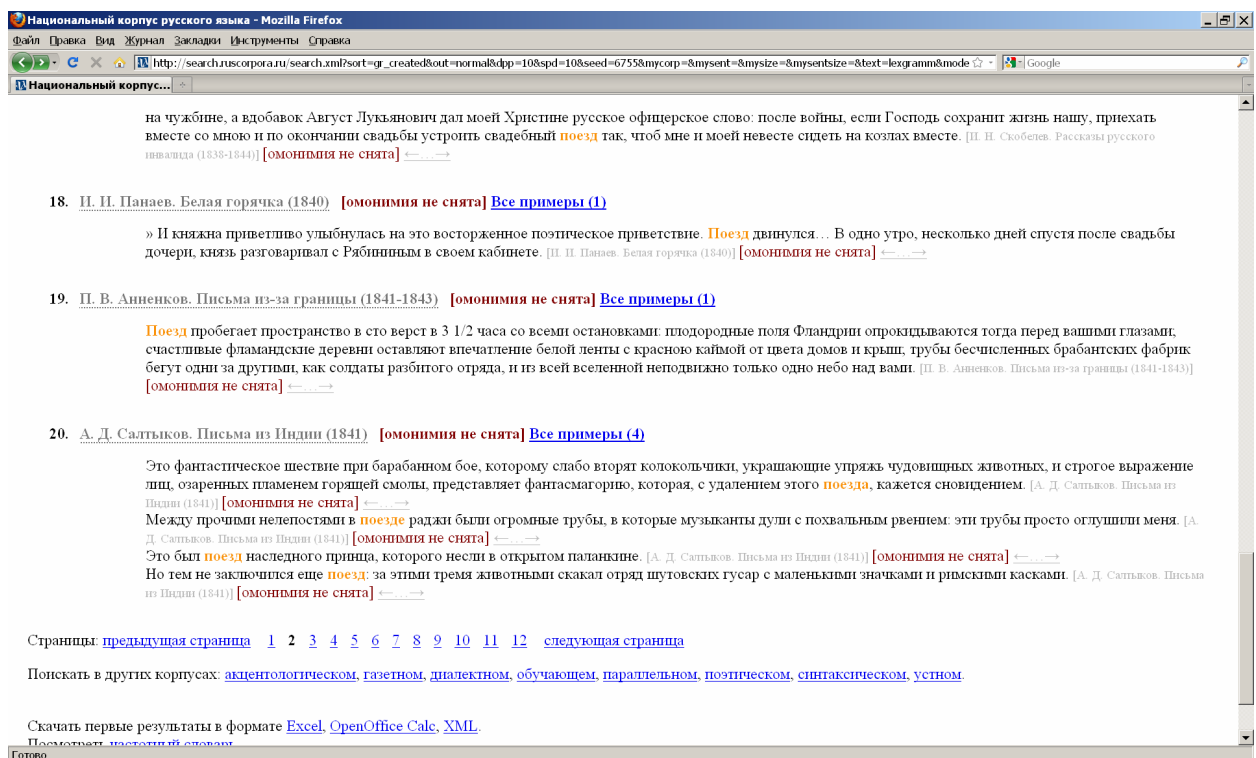 Национальный корпус русского языка - Mozilla Firefox
Файл Правка Вид Журнал Закладки Инструменты Справка
http://search.ruscorpora.ru/search.xml?sort=gr_created&out=normal&dpp=10&spd=10&seed=6755&mycorp=&mysent=&mysize=&mysentsize=&text=lexgramm&mode Google
Национальный корпус...
на чужбине, а вдобавок Август Лукьянович дал моей Христине русское офицерское слово: после войны, если Господь сохранит жизнь нашу, приехать
вместе со мною и по окончании свадьбы устроить свадебный поезд так, чтоб мне и моей невесте сидеть на козлах вместе. [И. Н. Скобелев. Рассказы русского
инвалида (1838-1844)] [омонимия не снята] ←…→
18. И. И. Панаев. Белая горячка (1840) [омонимия не снята] Все примеры (1)
» И княжна приветливо улыбнулась на это восторженное поэтическое приветствие. Поезд двинулся… В одно утро, несколько дней спустя после свадьбы
дочери, князь разговаривал с Рябининым в своем кабинете. [И. И. Панаев. Белая горячка (1840)] [омонимия не снята] ←…→
19. П. В. Анненков. Письма из-за границы (1841-1843) [омонимия не снята] Все примеры (1)
Поезд пробегает пространство в сто верст в 3 1/2 часа со всеми остановками: плодородные поля Фландрии опрокидываются тогда перед вашими глазами;
счастливые фламандские деревни оставляют впечатление белой ленты с красною каймой от цвета домов и крыш, трубы бесчисленных брабантских фабрик
бегут одни за другими, как солдаты разбитого отряда, и из всей вселенной неподвижно только одно небо над вами. [П. В. Анненков. Письма из-за границы (1841-1843)]
[омонимия не снята] ←…→
20. А. Д. Салтыков. Письма из Индии (1841) [омонимия не снята] Все примеры (4)
Это фантастическое шествие при барабанном бое, которому слабо вторят колокольчики, украшающие упряжь чудовищных животных, и строгое выражение
лиц, озаренных пламенем горящей смолы, представляет фантасмагорию, которая, с удалением этого поезда, кажется сновидением. [А. Д. Салтыков. Письма из
Индии (1841)] [омонимия не снята] ←…→
Между прочими нелепостями в поезде раджи были огромные трубы, в которые музыканты дули с похвальным рвением: эти трубы просто оглушили меня. [А.
Д. Салтыков. Письма из Индии (1841)] [омонимия не снята] ←…→
Это был поезд наследного принца, которого несли в открытом паланкине. [А. Д. Салтыков. Письма из Индии (1841)] [омонимия не снята] ←…→
Но тем не заключился еще поезд: за этими тремя животными скакал отряд шутовских гусар с маленькими значками и римскими касками. [А. Д. Салтыков. Письма
из Индии (1841)] [омонимия не снята] ←…→
Страницы: предыдущая страница 1 2 3 4 5 6 7 8 9 10 11 12 следующая страница
Поискать в других корпусах: акцентологическом, газетном, диалектном, обучающем, параллельном, поэтическом, синтаксическом, устном.
Скачать первые результаты в формате Excel, OpenOffice Calc, XML.
Посмотреть частотный словарь
Готово